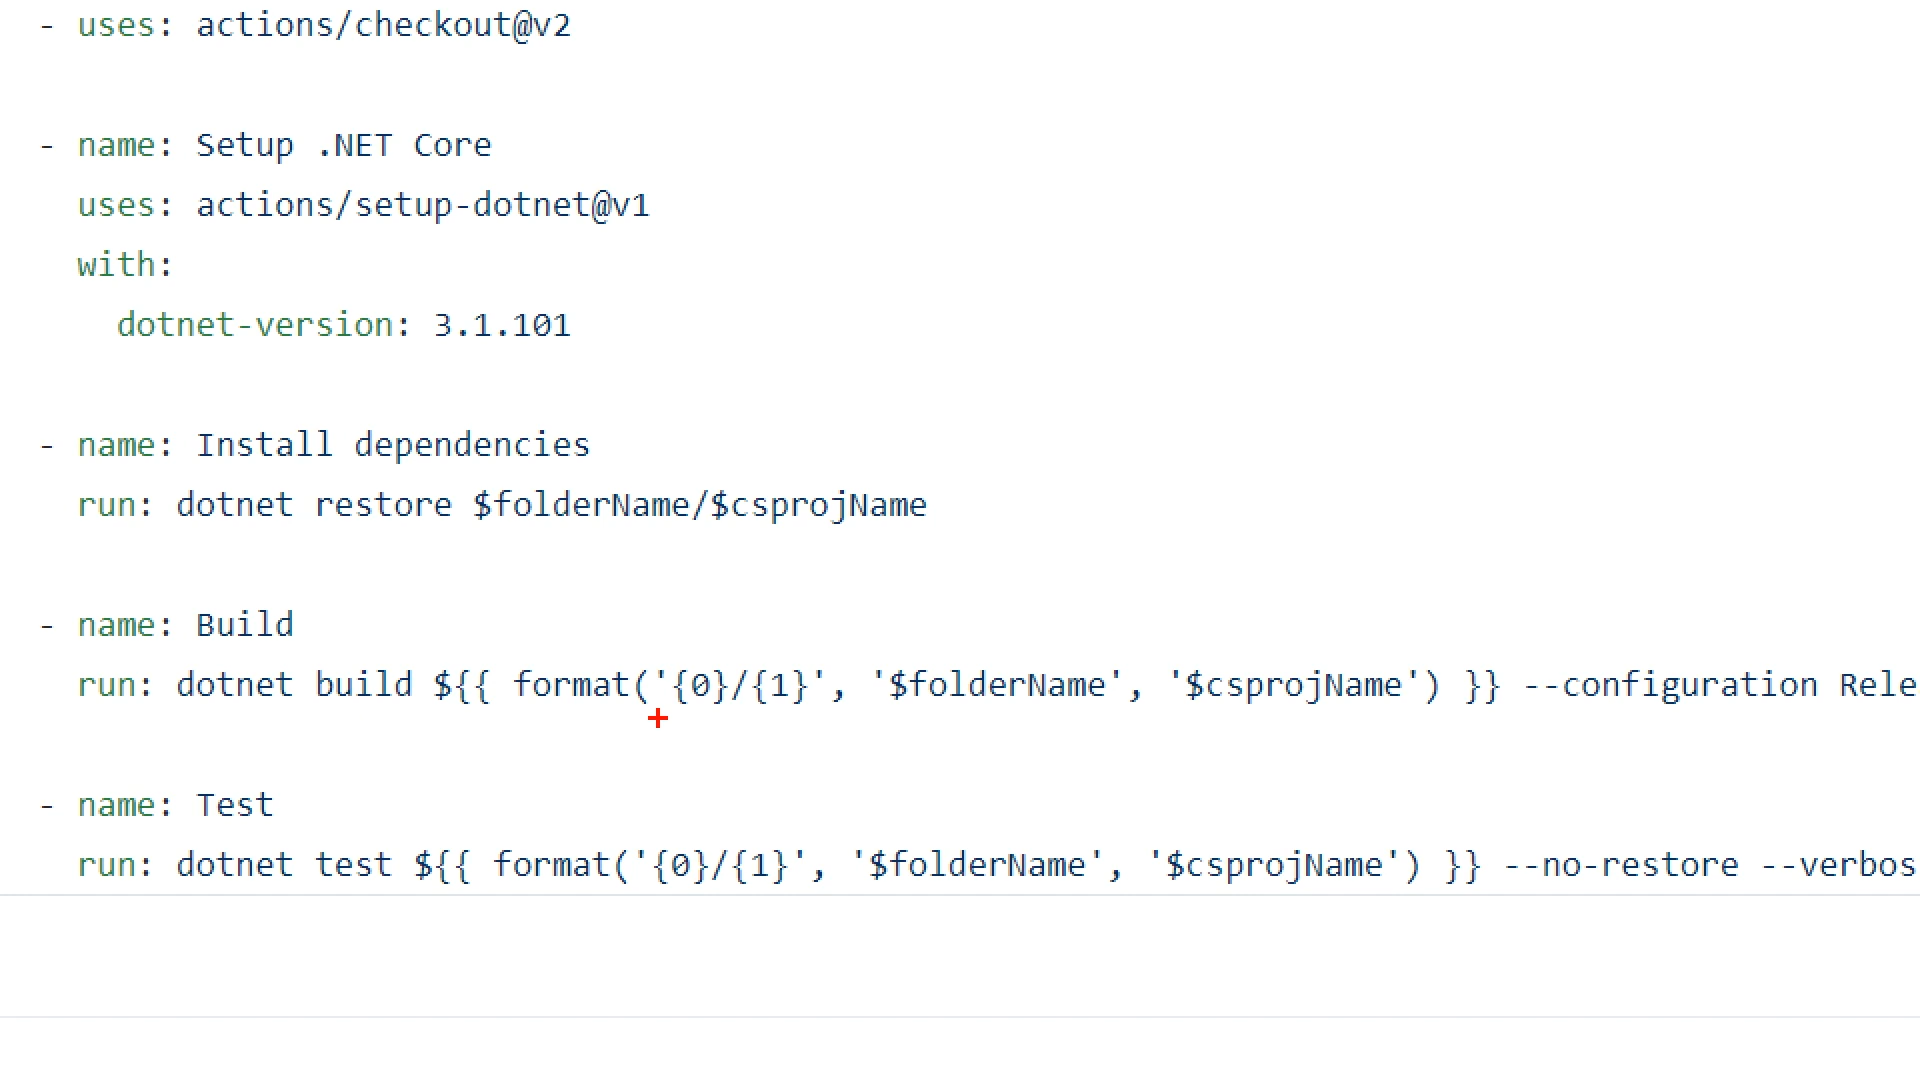 - uses: actions/checkout@v2
- name: Setup .NET Core
uses: actions/setup-dotnet@v1
with:
dotnet-version: 3.1.101
- name: Install dependencies
run: dotnet restore $folderName/$csprojName
- name: Build
run: dotnet build ${{ format('{0}/{1}', '$folderName', '$csprojName') }} --configuration Rele
- name: Test
run: dotnet test ${{ format('{0}/{1}', '$folderName', '$csprojName') }} --no-restore --verbos